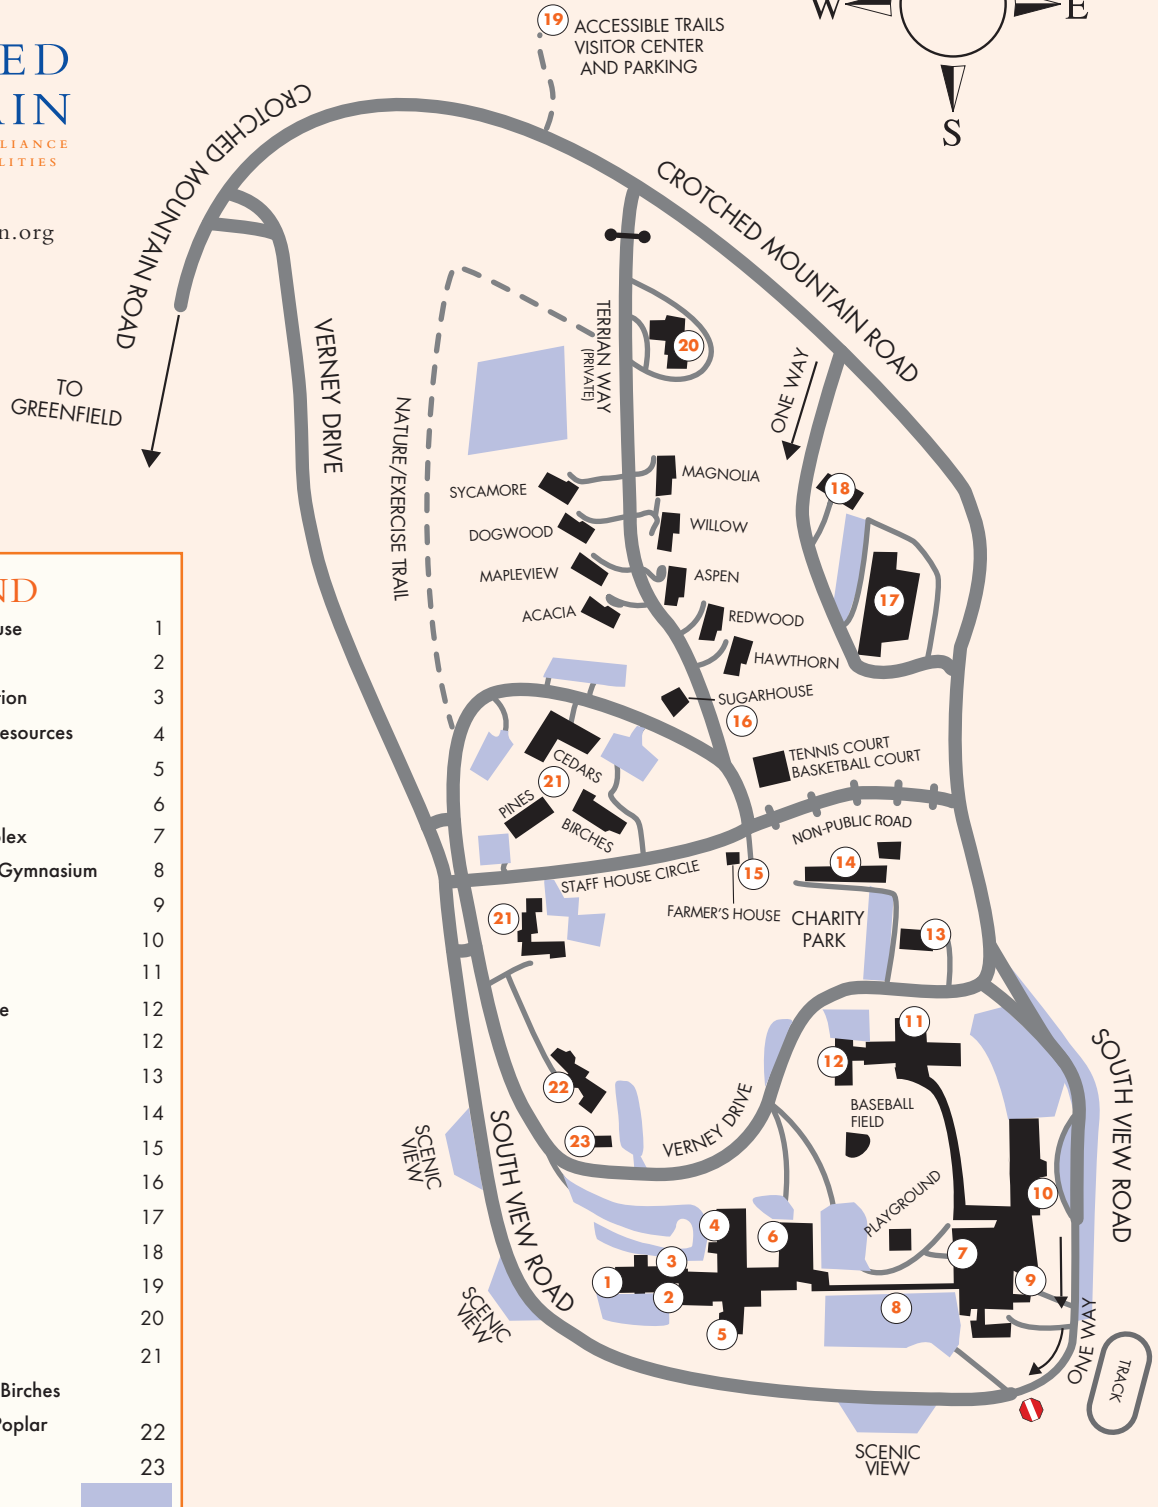 19
ACCESSIBLE TRAILS
VISITOR CENTER
AND PARKING
W
E
S
ED
AIN
LIANCE
LITIES
n.org
CROTCHED MOUNTAIN ROAD
CROTCHED MOUNTAIN ROAD
TO
GREENFIELD
VERNEY DRIVE
NATURE/EXERCISE TRAIL
TERRIAN WAY
(PRIVATE)
20
ONE WAY
MAGNOLIA
SYCAMORE
18
WILLOW
DOGWOOD
MAPLEVIEW
ASPEN
17
ACACIA
REDWOOD
HAWTHORN
SUGARHOUSE
16
CEDARS
21
PINES
BIRCHES
TENNIS COURT
BASKETBALL COURT
NON-PUBLIC ROAD
14
STAFF HOUSE CIRCLE
15
FARMER'S HOUSE
CHARITY
PARK
13
21
11
12
22
BASEBALL
FIELD
23
VERNEY DRIVE
SCENIC
VIEW
SOUTH VIEW ROAD
SOUTH VIEW ROAD
PLAYGROUND
10
4
6
7
3
1
2
9
8
5
SCENIC
VIEW
ONE WAY
TRACK
SCENIC
VIEW
ND
use 1
2
ion 3
esources 4
5
6
plex 7
Gymnasium 8
9
10
11
e 12
12
13
14
15
16
17
18
19
20
21
Birches
Poplar
22
23